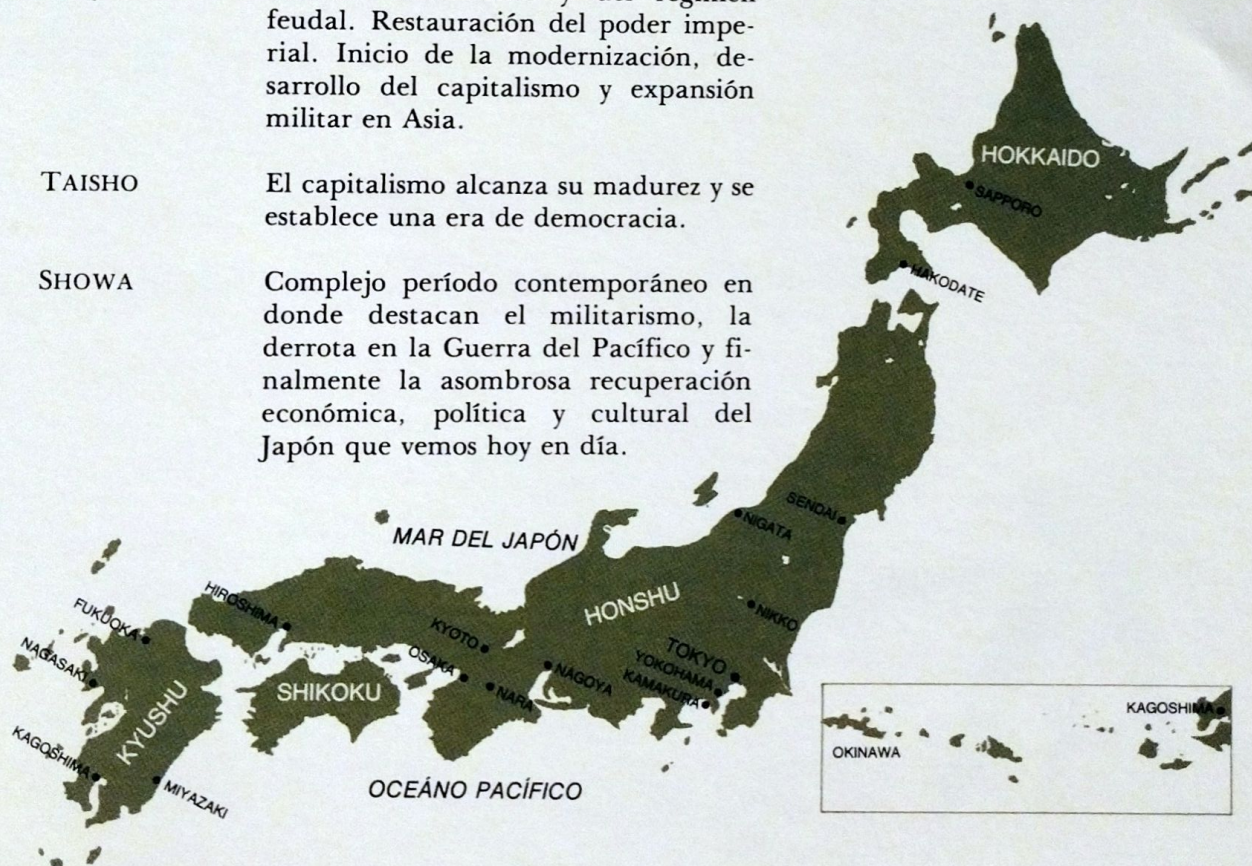 feudal. Restauración del poder impe-
rial. Inicio de la modernización, de-
sarrollo del capitalismo y expansión
militar en Asia.
TAISHO
El capitalismo alcanza su madurez y se
establece una era de democracia.
SHOWA
Complejo período contemporáneo en
donde destacan el militarismo, la
derrota en la Guerra del Pacífico y fi-
nalmente la asombrosa recuperación
económica, política y cultural del
Japón que vemos hoy en día.
HOKKAIDO
SAPPORO
HAKODATE
SENDAI
NIGATA
MAR DEL JAPÓN
HONSHU
NIKKO
HIROSHIMA
FUKUOKA
KYOTO
TOKYO
YOKOHAMA
KAMAKURA
OSAKA
NAGOYA
NARA
NAGASAKI
SHIKOKU
KYUSHU
KAGOSHIMA
MIYAZAKI
OCEÁNO PACÍFICO
KAGOSHIMA
OKINAWA